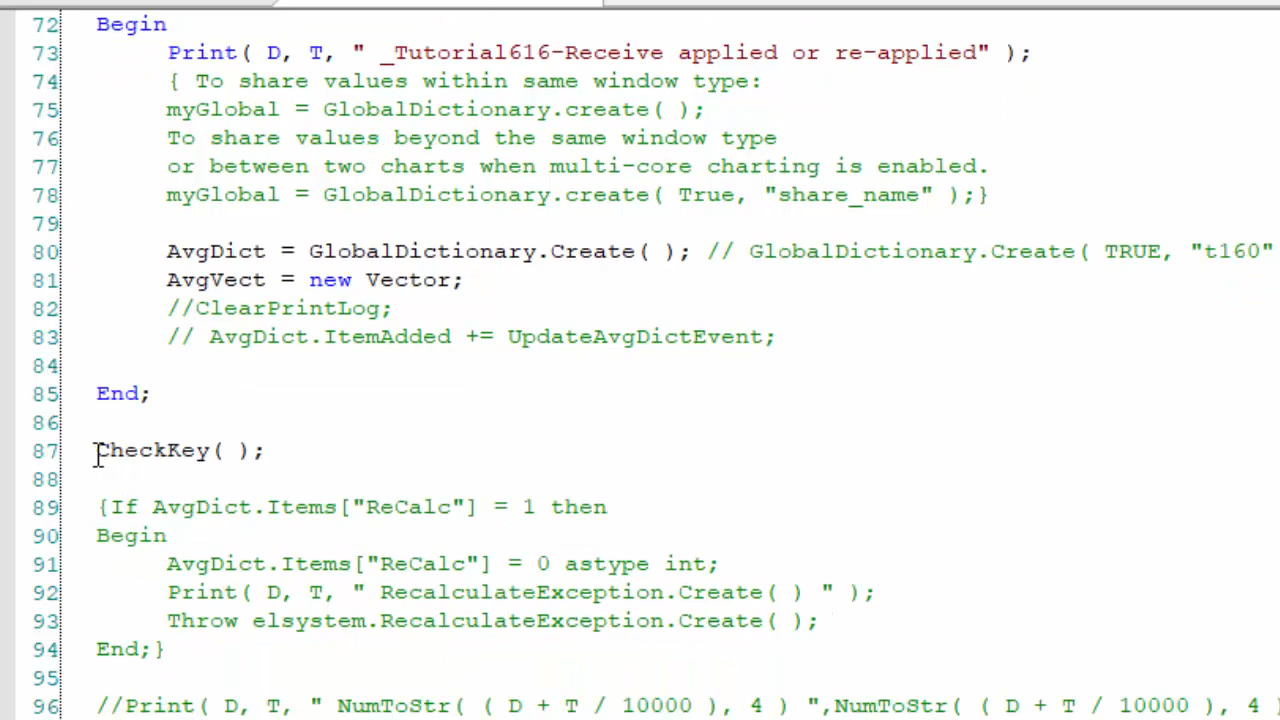 72 Begin
73 Print( D, T, " _Tutorial616-Receive applied or re-applied" );
74 { To share values within same window type:
75 myGlobal = GlobalDictionary.create( );
76 To share values beyond the same window type
77 or between two charts when multi-core charting is enabled.
78 myGlobal = GlobalDictionary.create( True, "share_name" );}
79
80 AvgDict = GlobalDictionary.Create( ); // GlobalDictionary.Create( TRUE, "t160"
81 AvgVect = new Vector;
82 //ClearPrintLog;
83 // AvgDict.ItemAdded += UpdateAvgDictEvent;
84
85 End;
86
87 CheckKey( );
88
89 {If AvgDict.Items["ReCalc"] = 1 then
90 Begin
91 AvgDict.Items["ReCalc"] = 0 astype int;
92 Print( D, T, " RecalculateException.Create( ) " );
93 Throw elsystem.RecalculateException.Create( );
94 End;}
95
96 //Print( D, T, " NumToStr( ( D + T / 10000 ), 4 ) ",NumToStr( ( D + T / 10000 ), 4 )